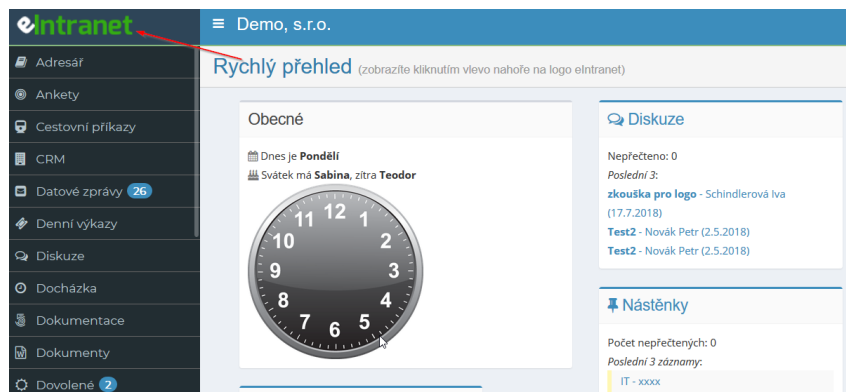 eIntranet
Adresář
Ankety
Cestovní příkazy
CRM
Datové zprávy 26
Denní výkazy
Diskuze
Docházka
Dokumentace
Dokumenty
Dovolené 2
Demo, s.r.o.
Rychlý přehled (zobrazíte kliknutím vlevo nahoře na logo eIntranet)
Obecné
Dnes je Pondělí
Svátek má Sabina, zítra Teodor
12
11 1
10 2
9 3
8 4
7 5
6
Diskuze
Nepřečteno: 0
Poslední 3:
zkouška pro logo - Schindlerová Iva
(17.7.2018)
Test2 - Novák Petr (2.5.2018)
Test2 - Novák Petr (2.5.2018)
Nástěnky
Počet nepřečtených: 0
Poslední 3 záznamy:
IT - xxxx